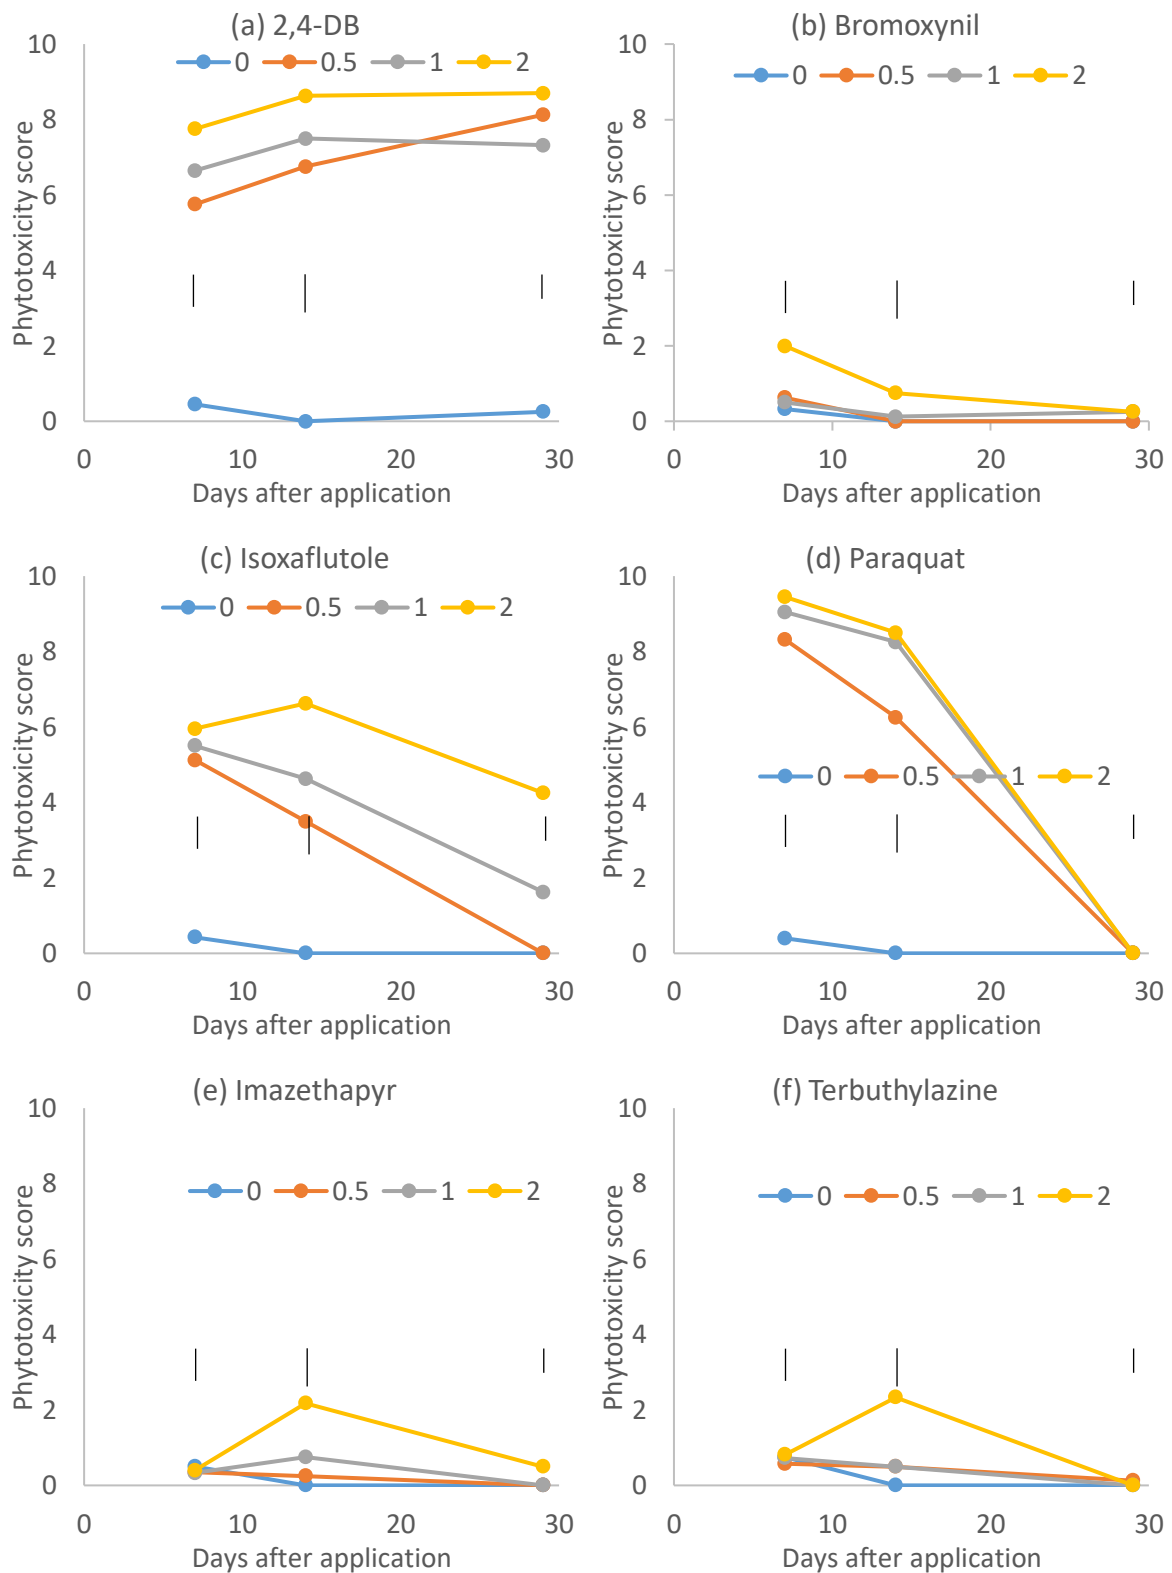 (a) 2,4-DB
0 0.5 1 2
10
8
6
4
2
0
0 10 20 30
Phytotoxicity score
Days after application
(b) Bromoxynil
0 0.5 1 2
10
8
6
4
2
0
0 10 20 30
Phytotoxicity score
Days after application
(c) Isoxaflutole
0 0.5 1 2
10
8
6
4
2
0
0 10 20 30
Phytotoxicity score
Days after application
(d) Paraquat
0 0.5 1 2
10
8
6
4
2
0
0 10 20 30
Phytotoxicity score
Days after application
(e) Imazethapyr
0 0.5 1 2
10
8
6
4
2
0
0 10 20 30
Phytotoxicity score
Days after application
(f) Terbuthylazine
0 0.5 1 2
10
8
6
4
2
0
0 10 20 30
Phytotoxicity score
Days after application